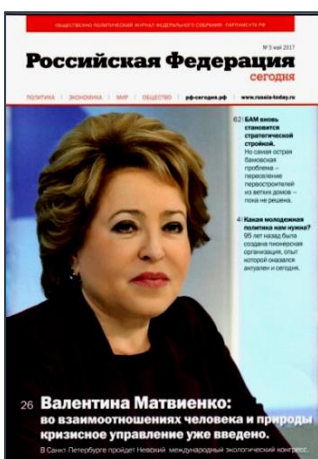 ОБЩЕСТВЕННО-ПОЛИТИЧЕСКИЙ ЖУРНАЛ ФЕДЕРАЛЬНОГО СОБРАНИЯ - ПАРЛАМЕНТА РФ
№ 5 май 2017
Российская Федерация
сегодня
ПОЛИТИКА | ЭКОНОМИКА | МИР | ОБЩЕСТВО | рф-сегодня.рф | www.russia-today.ru
62| БАМ вновь
становится
стратегической
стройкой.
Но самая острая
бамовская
проблема –
переселение
первостроителей
из ветхих домов –
пока не решена.
4| Какая молодежная
политика нам нужна?
95 лет назад была
создана пионерская
организация, опыт
которой оказался
актуален и сегодня.
26 Валентина Матвиенко:
во взаимоотношениях человека и природы
кризисное управление уже введено.
В Санкт-Петербурге пройдет Невский международный экологический конгресс.